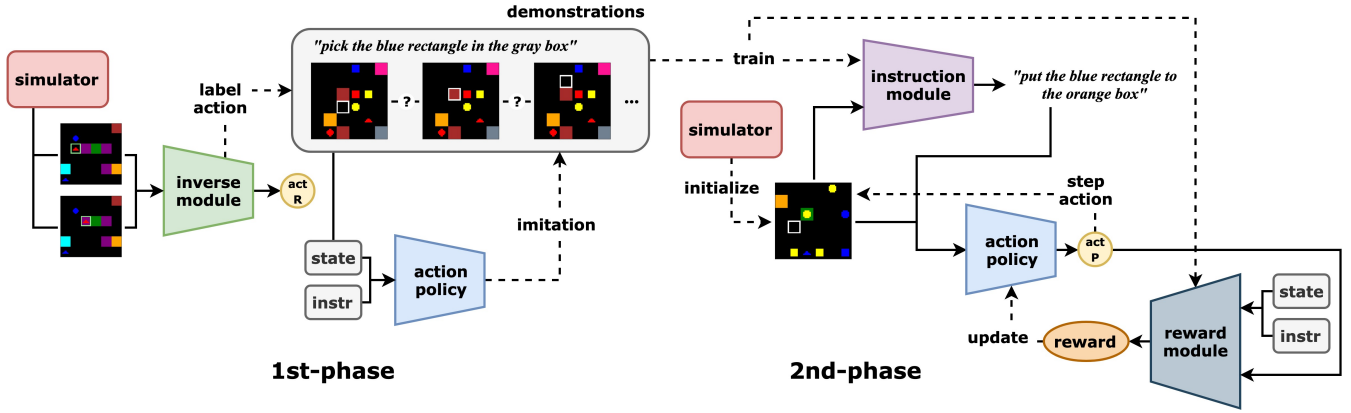 demonstrations
simulator
label
action
"pick the blue rectangle in the gray box"
?
?
...
inverse
module
act
R
state
instr
action
policy
imitation
1st-phase
train
instruction
module
"put the blue rectangle to
the orange box"
simulator
initialize
step
action
action
policy
act
P
update
reward
reward
module
state
instr
2nd-phase